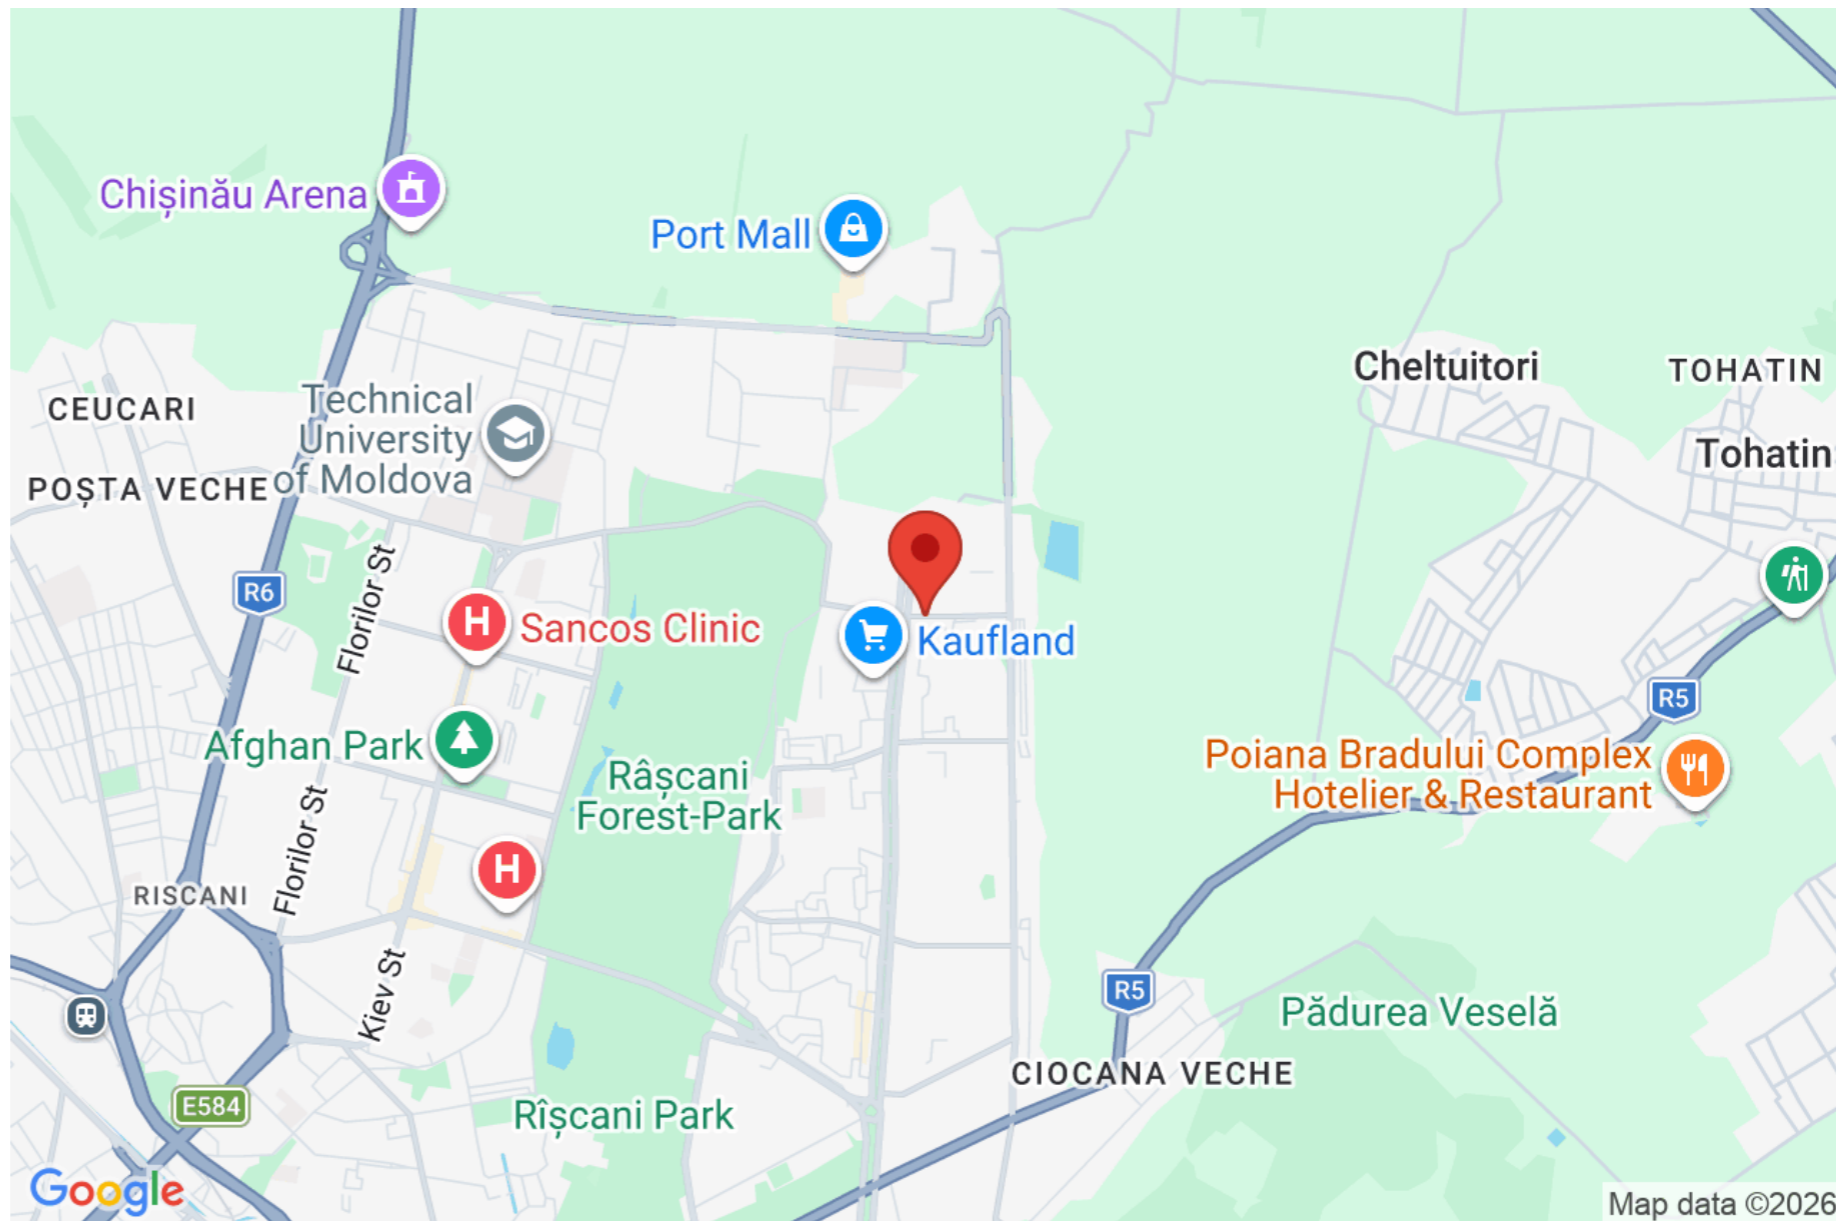 Chișinău Arena
Port Mall
Cheltuitori
TOHATIN
CEUCARI
Technical
University
of Moldova
POȘTA VECHE
Tohatin
Florilor St
R6
H
Sancos Clinic
Kaufland
R5
Afghan Park
Râșcani
Forest-Park
Poiana Bradului Complex
Hotelier & Restaurant
Florilor St
H
RISCANI
Kiev St
R5
Pădurea Veselă
CIOCANA VECHE
E584
Rîșcani Park
Google
Map data ©2026